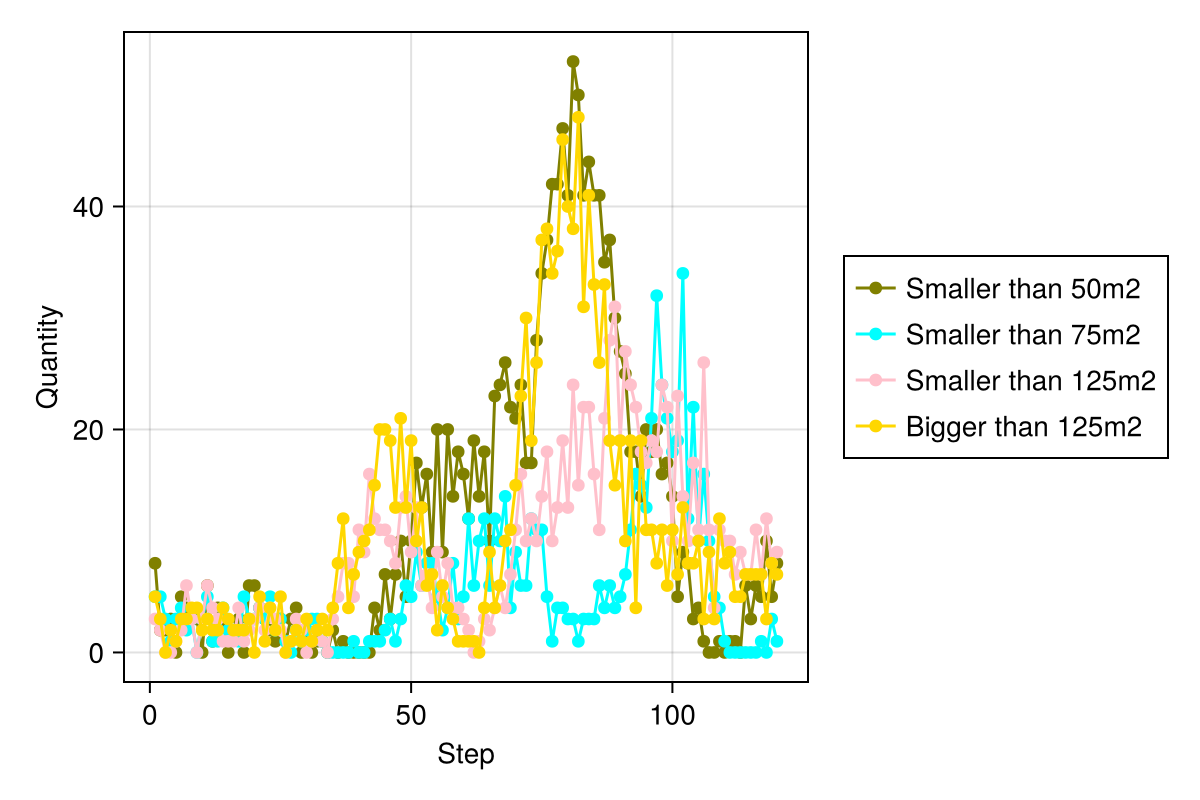 Quantity
40
20
0
0
50
100
Step
Smaller than 50m2
Smaller than 75m2
Smaller than 125m2
Bigger than 125m2